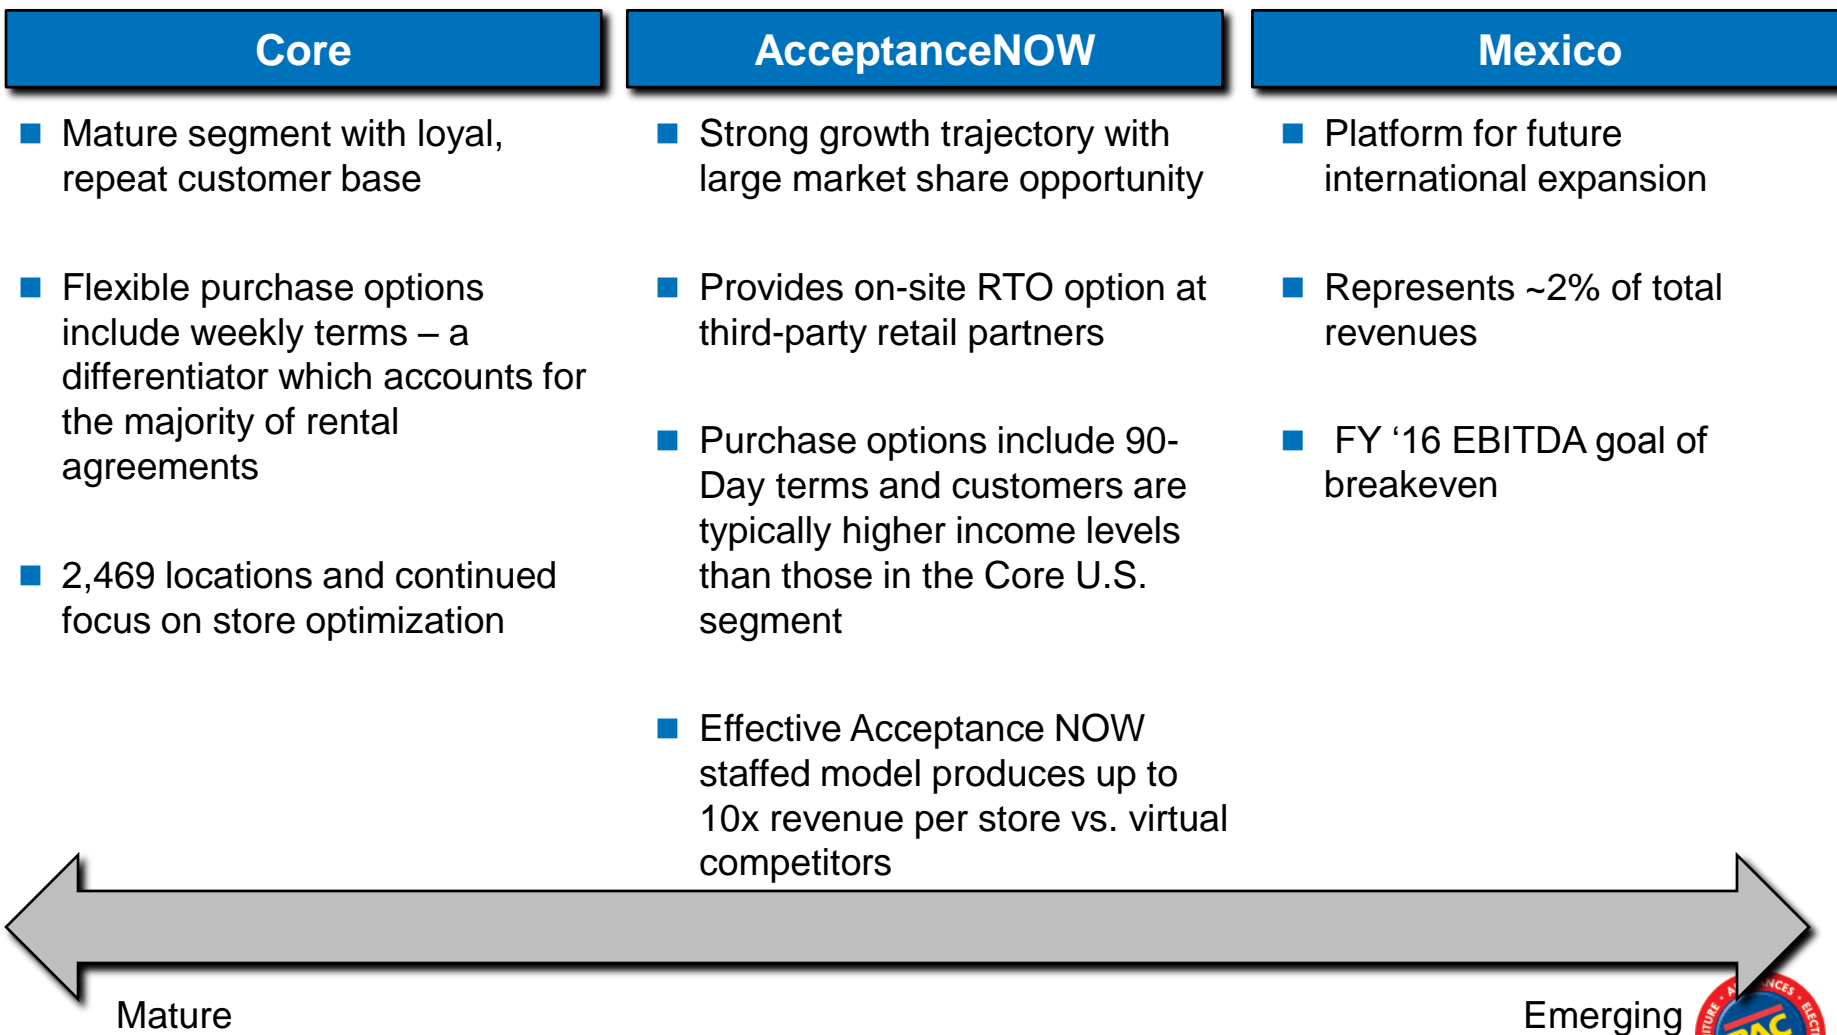 Core
Mature segment with loyal,
repeat customer base
Flexible purchase options
include weekly terms – a
differentiator which accounts for
the majority of rental
agreements
2,469 locations and continued
focus on store optimization
AcceptanceNOW
Strong growth trajectory with
large market share opportunity
Provides on-site RTO option at
third-party retail partners
Purchase options include 90-
Day terms and customers are
typically higher income levels
than those in the Core U.S.
segment
Effective Acceptance NOW
staffed model produces up to
10x revenue per store vs. virtual
competitors
Mexico
Platform for future
international expansion
Represents ~2% of total
revenues
FY ‘16 EBITDA goal of
breakeven
Mature
Emerging